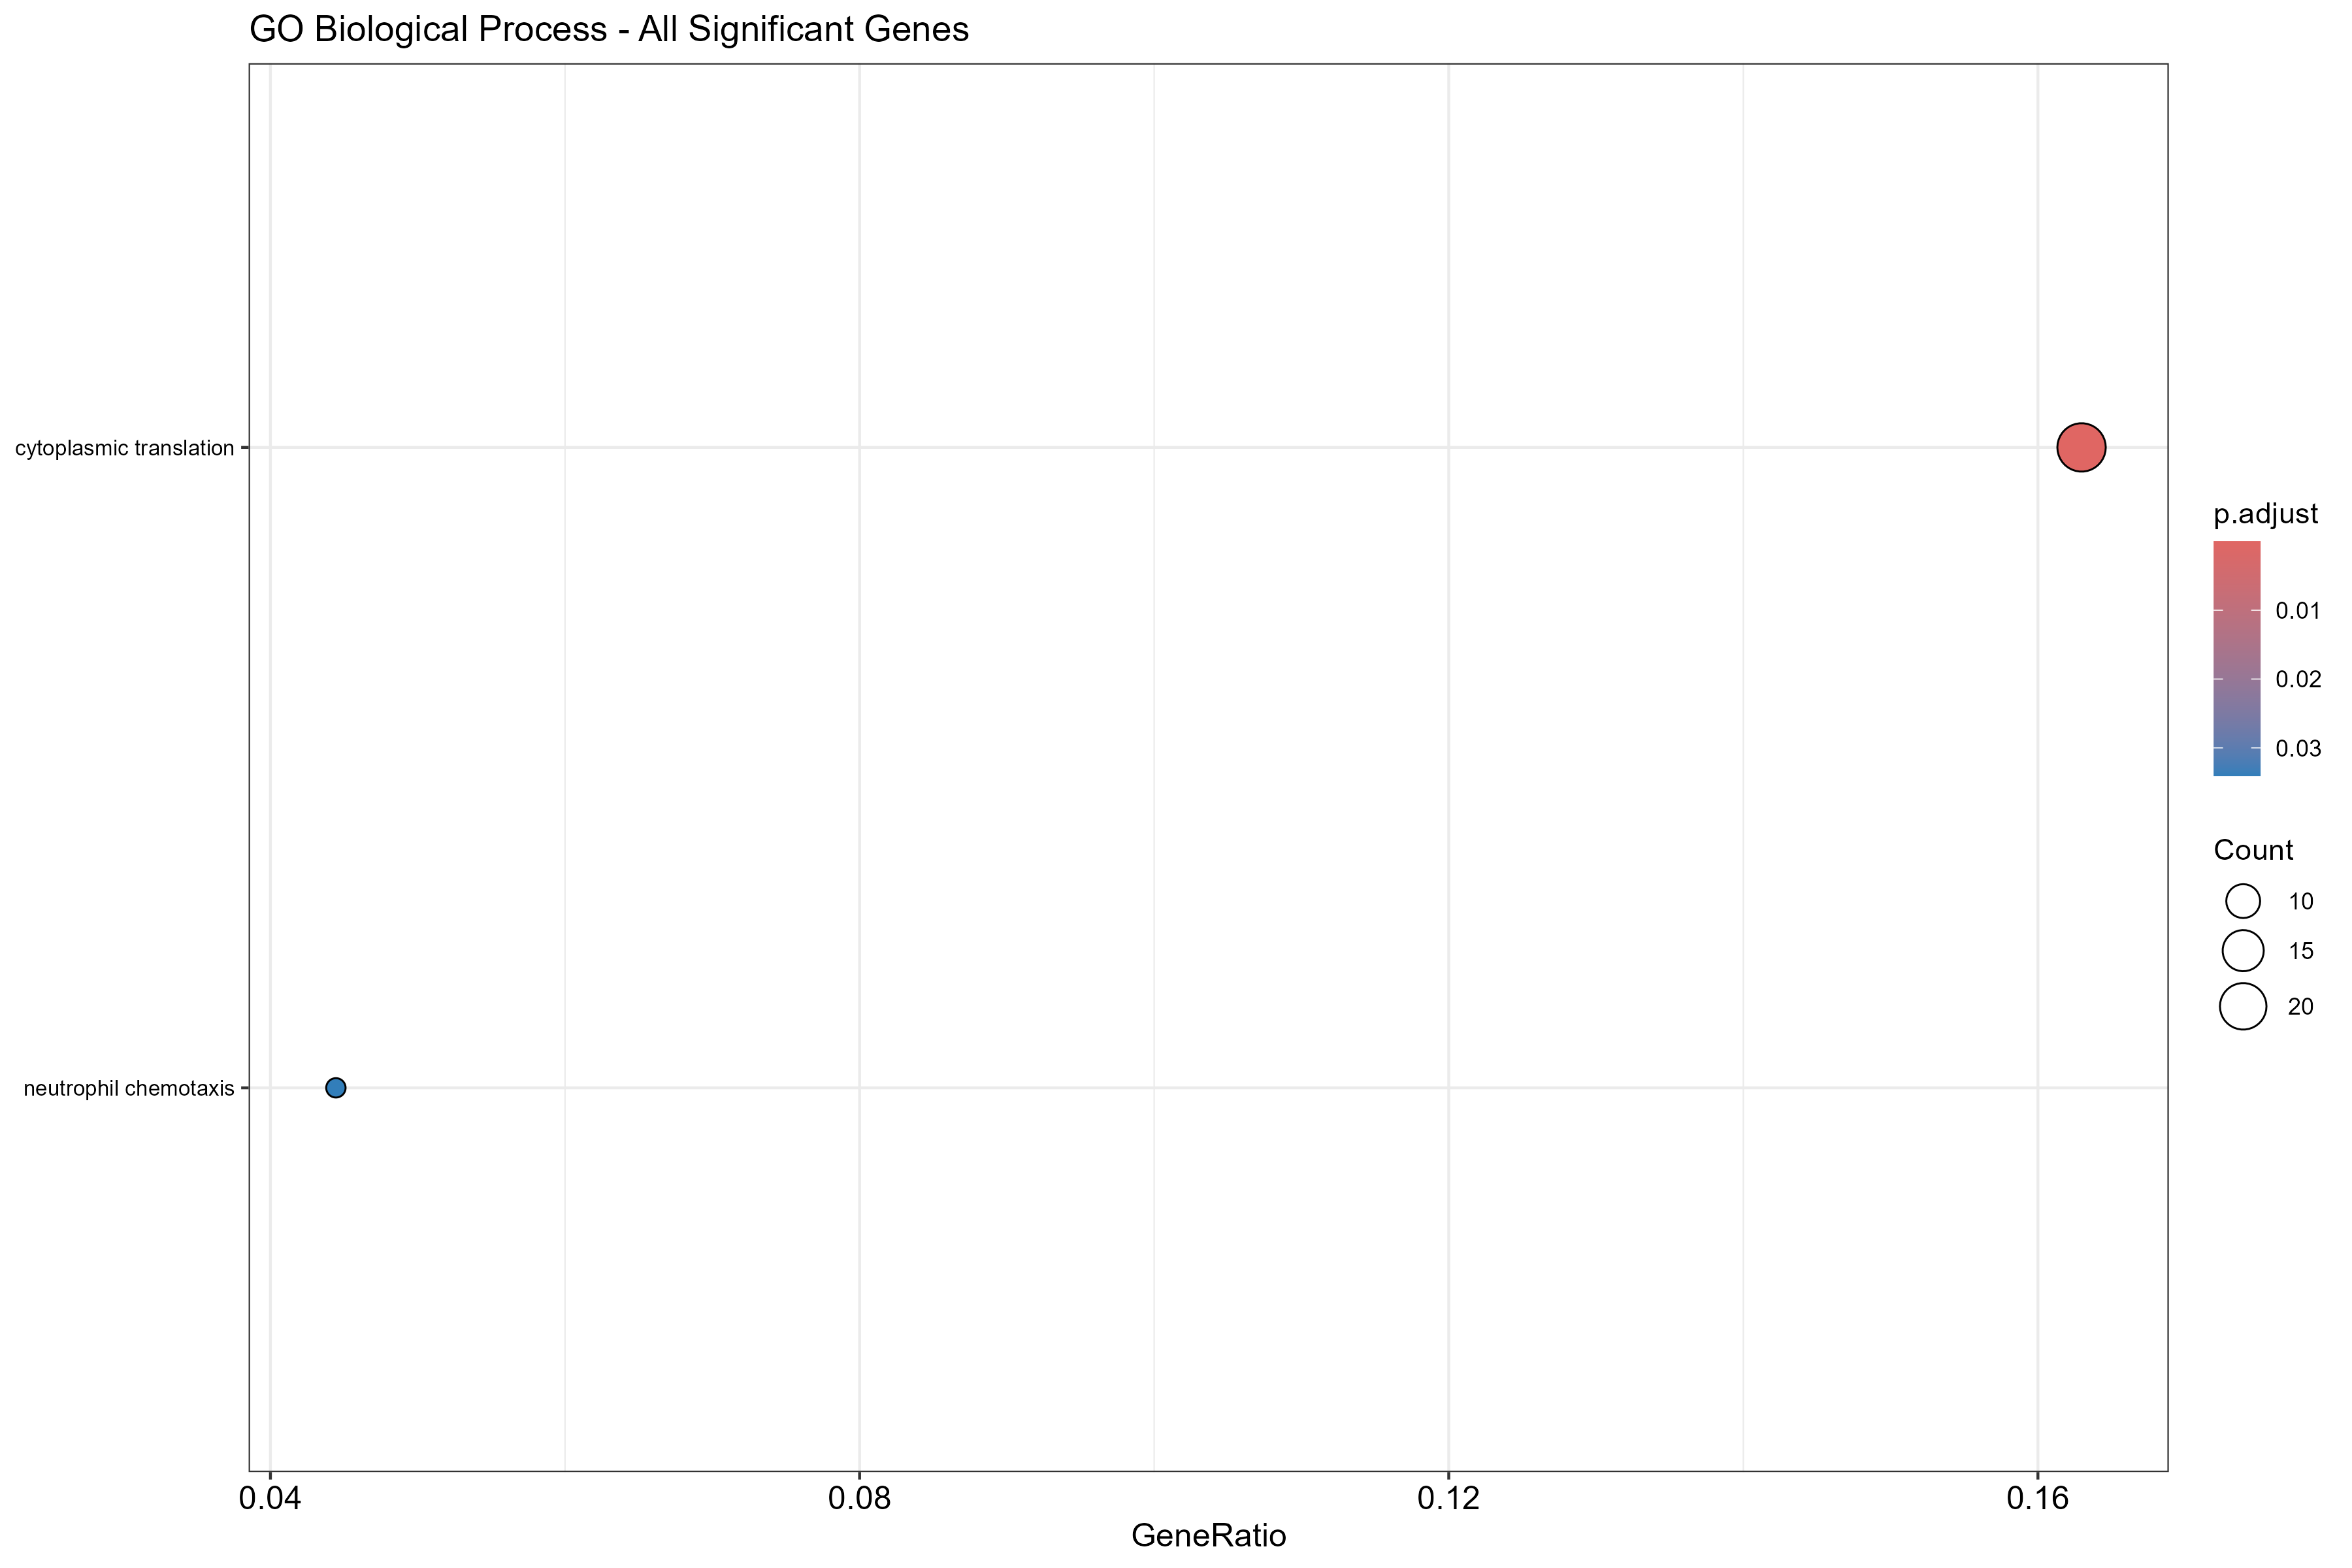 GO Biological Process - All Significant Genes
cytoplasmic translation
neutrophil chemotaxis
0.04
0.08
0.12
0.16
GeneRatio
p.adjust
0.01
0.02
0.03
Count
10
15
20